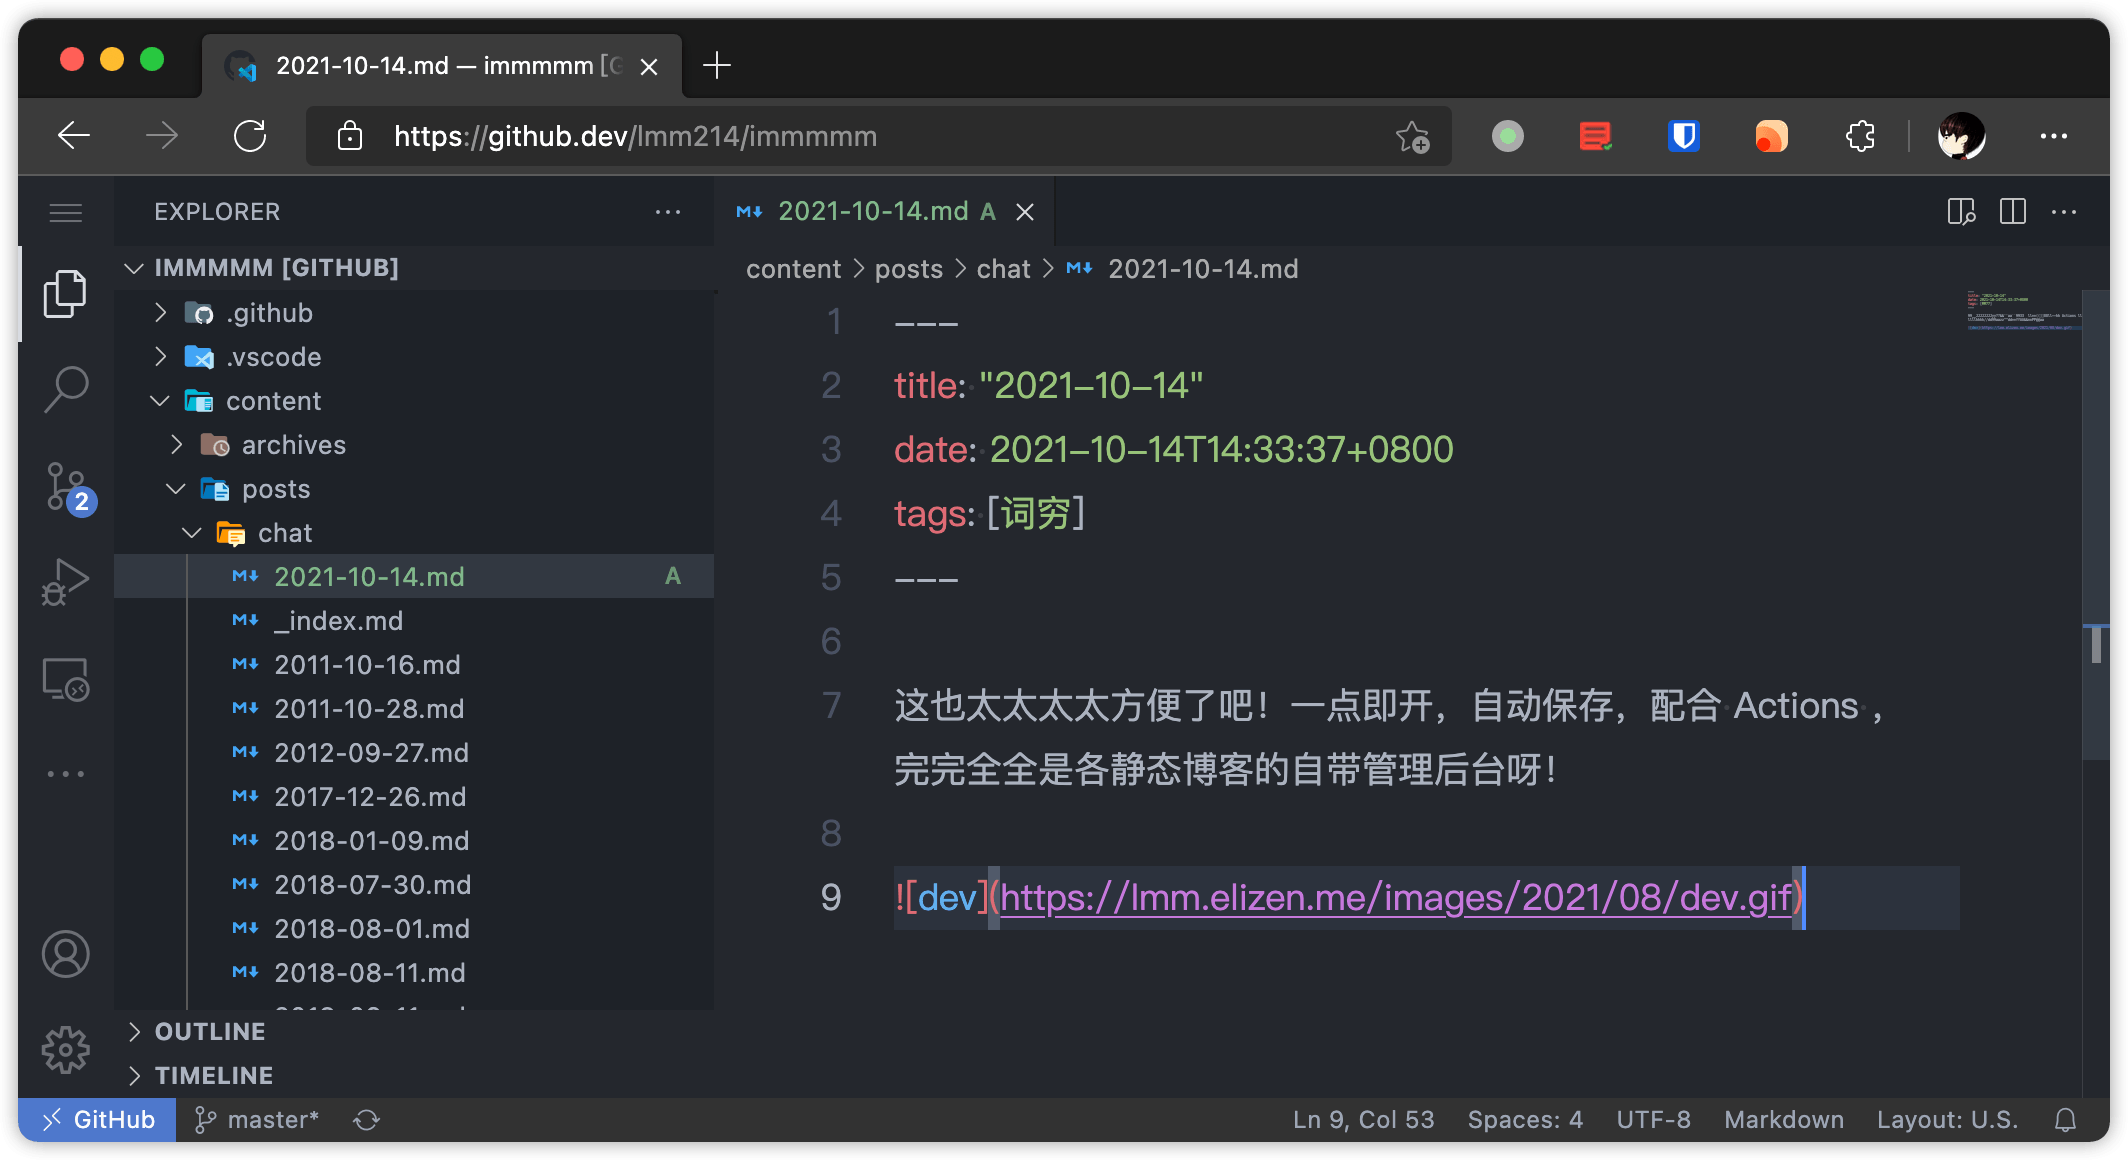 2021-10-14.md — immmmm [G
https://github.dev/lmm214/immmmm
EXPLORER
2021-10-14.md A
IMMMMM [GITHUB]
content > posts > chat > 2021-10-14.md
.github
.vscode
content
archives
posts
chat
2021-10-14.md A
_index.md
2011-10-16.md
2011-10-28.md
2012-09-27.md
2017-12-26.md
2018-01-09.md
2018-07-30.md
2018-08-01.md
2018-08-11.md
OUTLINE
TIMELINE
2
1 ---
2 title: "2021-10-14"
3 date: 2021-10-14T14:33:37+0800
4 tags: [词穷]
5 ---
6
7 这也太太太太方便了吧！一点即开，自动保存，配合 Actions ，
完完全全是各静态博客的自带管理后台呀！
8
9 ![dev](https://lmm.elizen.me/images/2021/08/dev.gif)
GitHub master* Ln 9, Col 53 Spaces: 4 UTF-8 Markdown Layout: U.S.